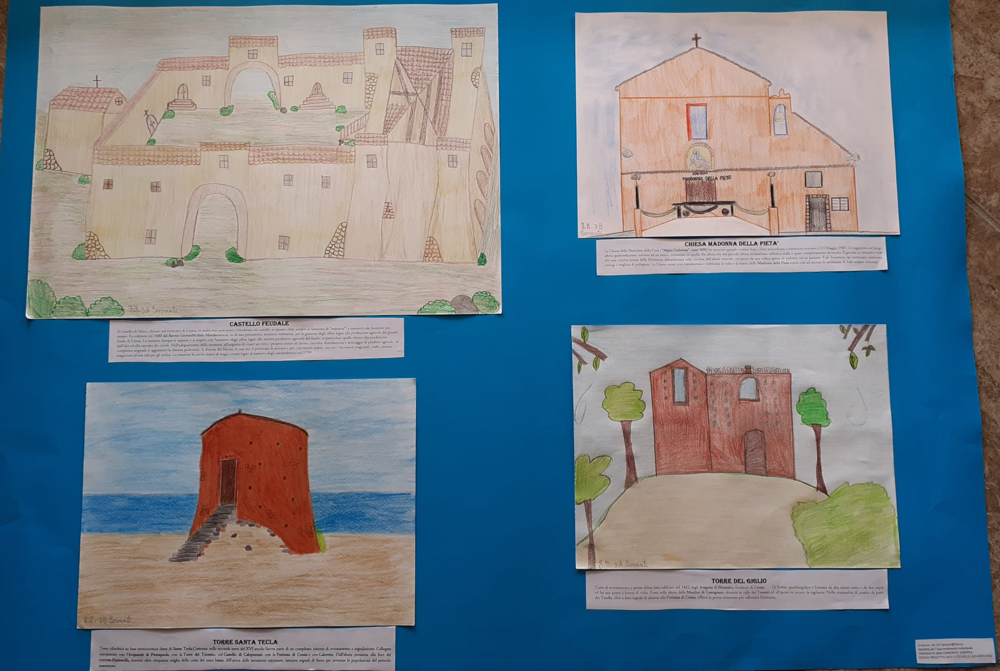 J.J. 3A Sorrenti
CASTELLO FEUDALE
Il Castello di Mirto, ubicato nel territorio di Crosia, in realtà non può essere considerato un castello in quanto ebbe sempre la funzione di "masseria", e conservò tale funzione nel
tempo. Fu costruita nel 1600 dal Barone GiovanMichele Mandatoriccio, su di una preesistente struttura normanna, per la gestione degli affari legati alla produzione agricola del grande
feudo di Crosia. La masseria dunque si espanse e si ampliò con l'aumento degli affari legati alle attività produttive agricole del feudo, in particolare quelle riferite alla produzione
dell'olio ed alla raccolta dei cereali. Nell'adeguamento della struttura, all'esigenza di creare un vero e proprio centro di lavoro, raccolta, distribuzione e stoccaggio di prodotti agricoli, al
complesso originale si aggiunsero la dimora padronale, la dimora del fattore, le case per il personale di servizio e per i lavoratori stabili, case per i lavoratori stagionali, stalle, rimesse,
magazzini ed una sala per gli ordini. La masseria fu anche teatro di tragici eventi legati al martirio degli antiborbonici nel 1799.
CHIESA
MADONNA DELLA PIETÀ
J.B. 3B
Sorrenti
CHIESA MADONNA DELLA PIETA'
La Chiesa della Madonna della Pietà ("Mater Dolorosa", inizi '500) ha ritrovato grande vitalità dopo i fatti straordinari e misteriosi avvenuti il 23 Maggio 1987. Un ragazzino del luogo
allora quattordicenne, insieme ad un amico, entrarono in quella che allora era una piccola chiesa sconsacrata, adibita a stalla e quasi completamente diroccata. Il giovane si avvicinò e vide
che una vecchia statua della Madonna, abbandonata nella nicchia dell'altare centrale, ricoperta da una coltre spessa di polvere, era in lacrime. Tale fenomeno, ha interessato scienziati,
teologi e migliaia di pellegrini. La Chiesa venne così ristrutturata e riabilitata al culto e la statua della Madonna della Pietà iniziò così ad attirare le attenzioni di folle sempre crescenti.
3B
TORRE SANTA TECLA
Torre cilindrica su base troncoconica detta di Santa Tecla.Costruita nella seconda metà del XVI secolo faceva parte di un complesso sistema di avvistamento e segnalazione. Collegata
visivamente con l'Acquaniti di Pietrapaola, con la Torre del Trionto, col Castello di Calopezzati, con la Fortezza di Crosia e con Caloveto. Dall'altura prossima alla foce del
torrente Fiumarella, domina oltre cinquanta miglia della costa del mare Ionio. All'epoca delle incursioni ottomane, lanciava segnali di fumo per avvertire le popolazioni del pericolo
imminente.
S.M. 3A Sorrenti
TORRE DEL GIGLIO
Torre di avvistamento e prima difesa fatta edificare nel 1452 dagli Aragona di Montalto, feudatari di Crosia. Di forma quadrangolare è formata da due stanze sotto e da due sopra
ed ha una porta a forma di volta. Posta sulle alture delle Macchie di Castagnaro, domina la valle del Trionto ed all'epoca ne curava la vigilanza. Nella eventualità di assalto da parte
dei Turchi, oltre a dare segnali di allarme alla Fortezza di Crosia, offriva la prima resistenza per rallentare l'avanzata.
Erasmus+ KA 122
Mobilità per l'apprendimento individuale
FINANZIATO dalla COMUNITA' EUROPEA
CODICE PROGETTO